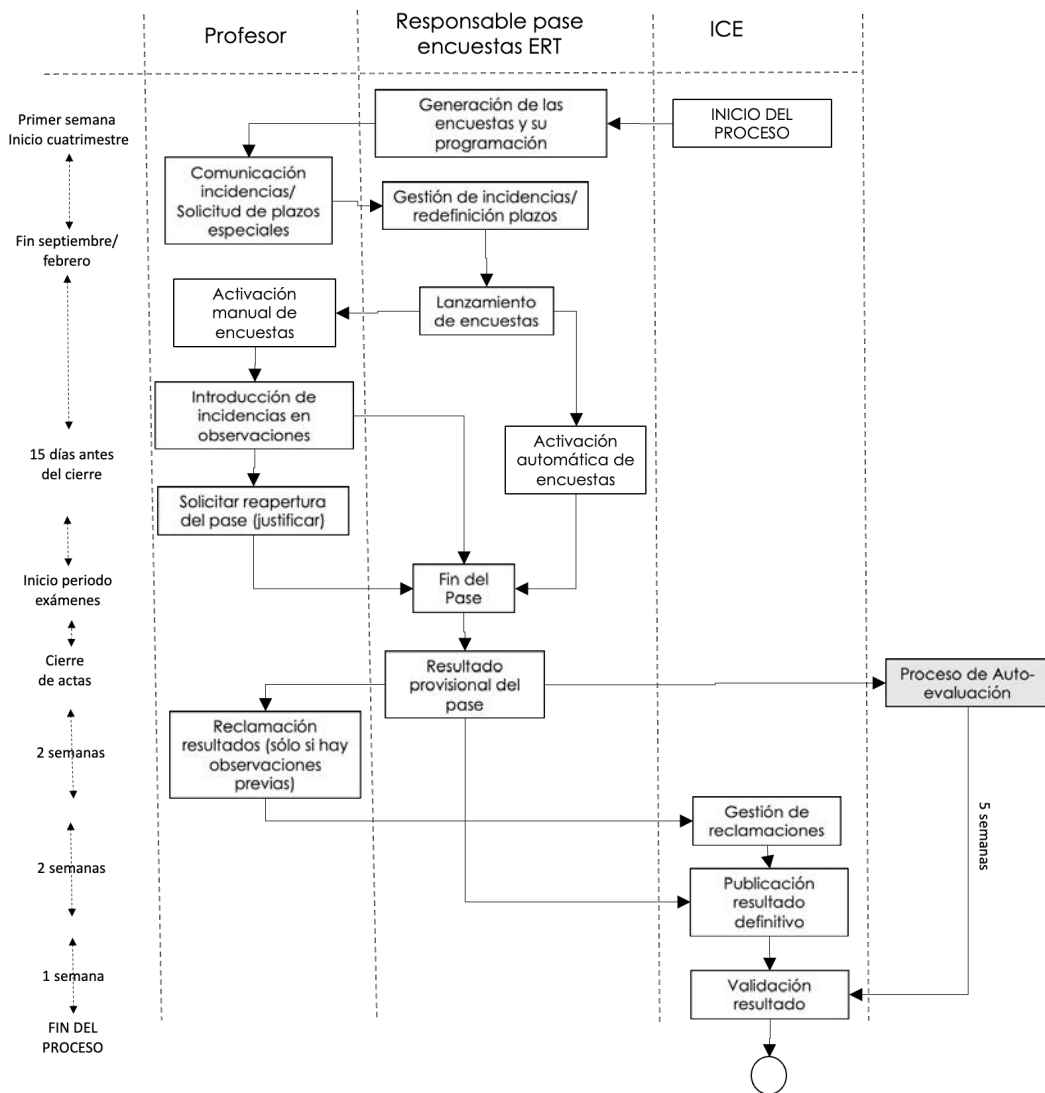 Profesor
Responsable pase
encuestas ERT
ICE
Primer semana
Inicio cuatrimestre
Generación de las
encuestas y su
programación
INICIO DEL
PROCESO
Comunicación
incidencias/
Solicitud de plazos
especiales
Gestión de incidencias/
redefinición plazos
Fin septiembre/
febrero
Activación
manual de
encuestas
Lanzamiento
de encuestas
Introducción de
incidencias en
observaciones
Activación
automática de
encuestas
15 días antes
del cierre
Solicitar reapertura
del pase (justificar)
Inicio periodo
exámenes
Fin del
Pase
Cierre
de actas
Resultado
provisional del
pase
Proceso de Auto-
evaluación
Reclamación
resultados (sólo si hay
observaciones
previas)
2 semanas
Gestión de
reclamaciones
5 semanas
2 semanas
Publicación
resultado
definitivo
1 semana
Validación
resultado
FIN DEL
PROCESO